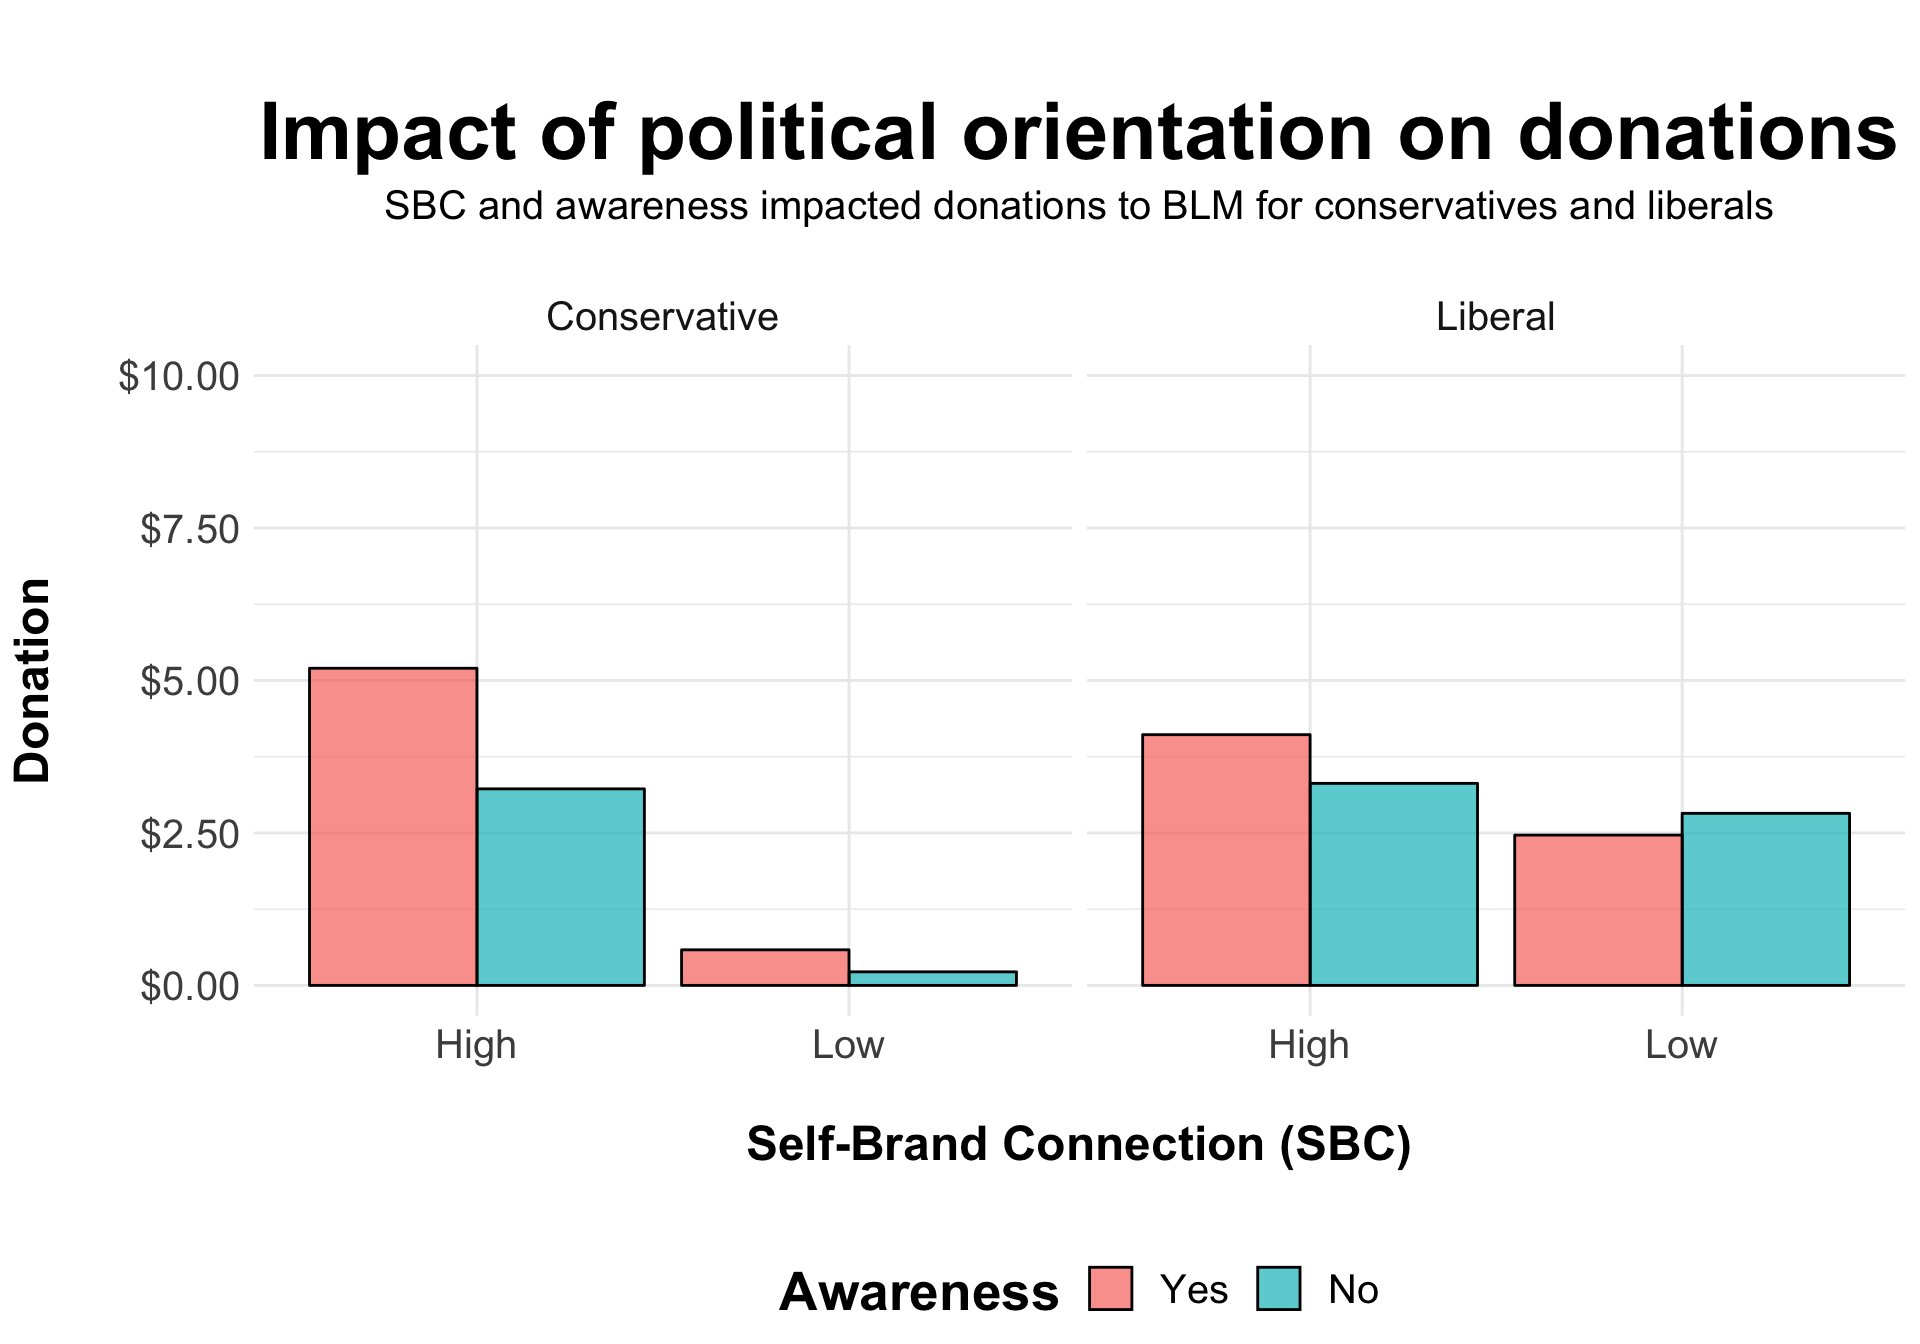 Impact of political orientation on donations
SBC and awareness impacted donations to BLM for conservatives and liberals
Conservative
Liberal
$10.00
$7.50
$5.00
$2.50
$0.00
Donation
High
Low
High
Low
Self-Brand Connection (SBC)
Awareness Yes No